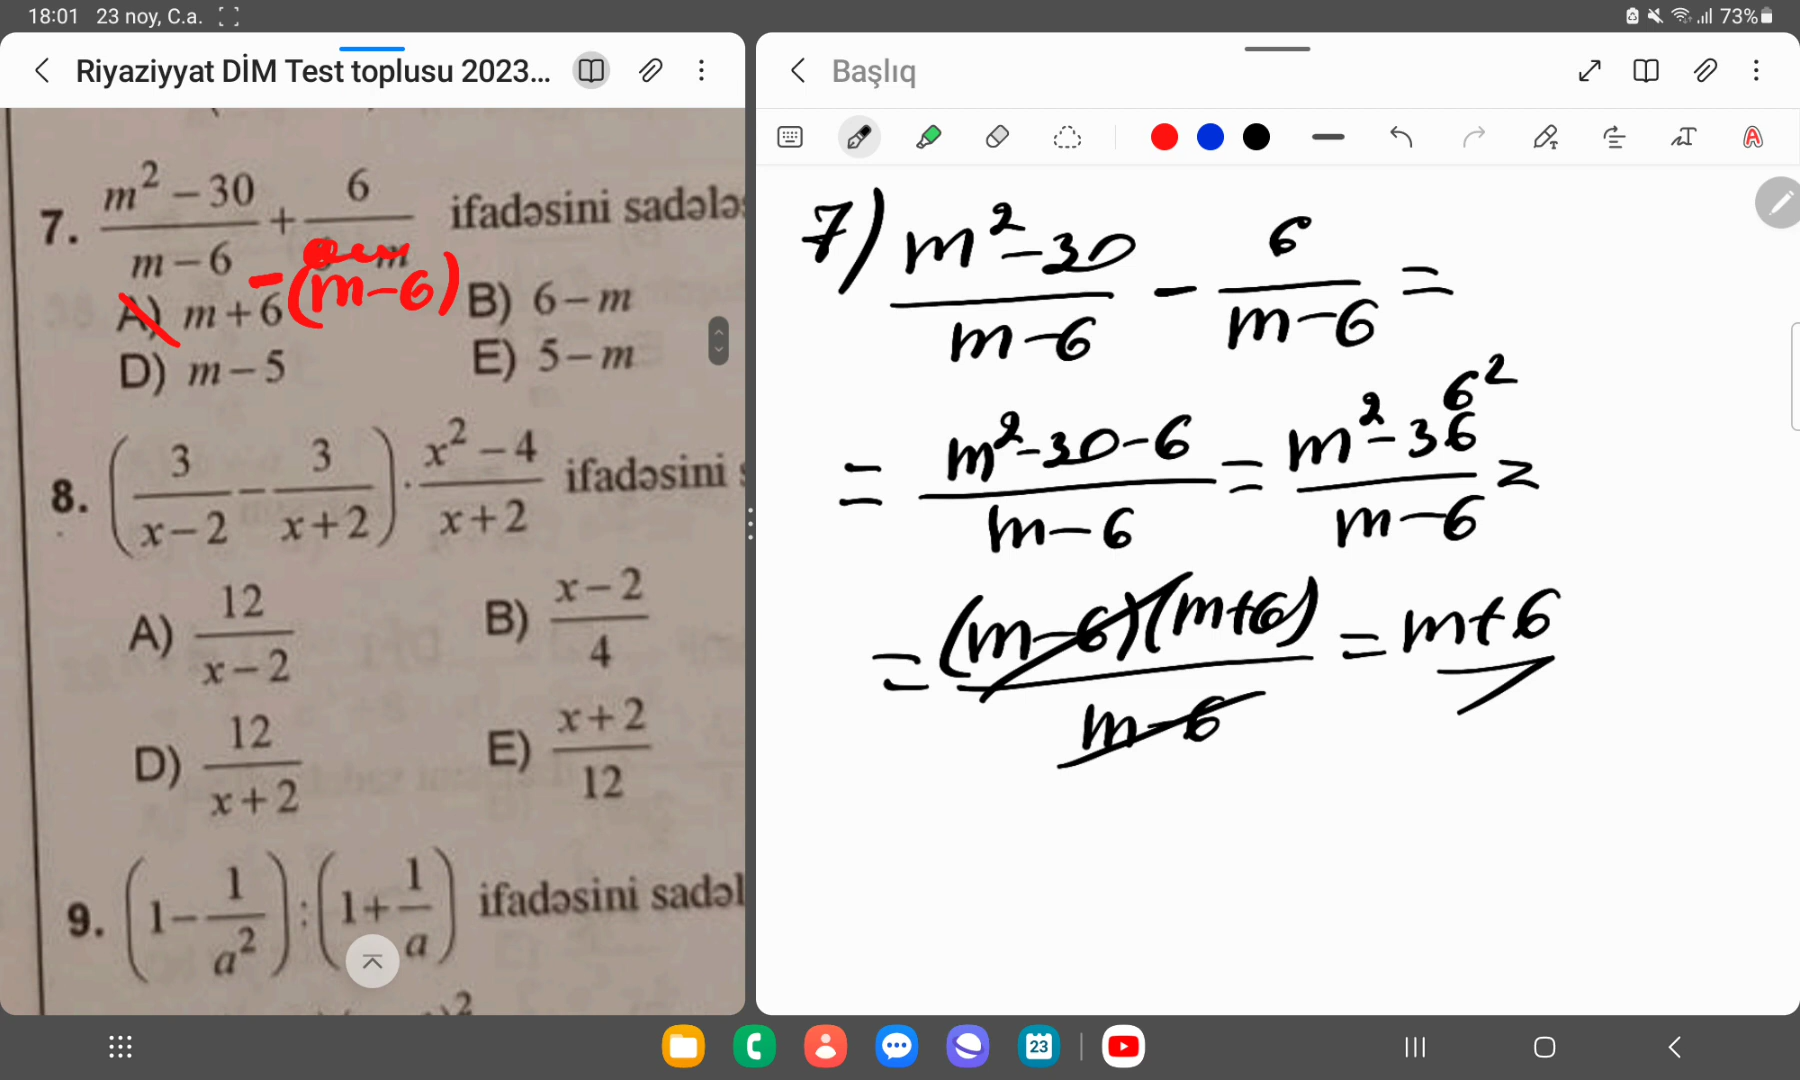 18:01 23 noy, C.a. 73%
Riyaziyyat DİM Test toplusu 2023...
7. (m² − 30)/(m − 6) + 6/ ifadəsini
−(m−6)
A) m + 6 B) 6 − m
D) m − 5 E) 5 − m
8. (3/(x − 2) − 3/(x + 2)) · (x² − 4)/(x + 2) ifadəsini
A) 12/(x − 2) B) (x − 2)/4
D) 12/(x + 2) E) (x + 2)/12
9. (1 − 1/a²) : (1 + 1/a) ifadəsini
Başlıq
7) (m² − 30)/(m − 6) − 6/(m − 6) =
6²
= (m² − 30 − 6)/(m − 6) = (m² − 36)/(m − 6) =
= (m − 6)(m + 6)/(m − 6) = m + 6
23